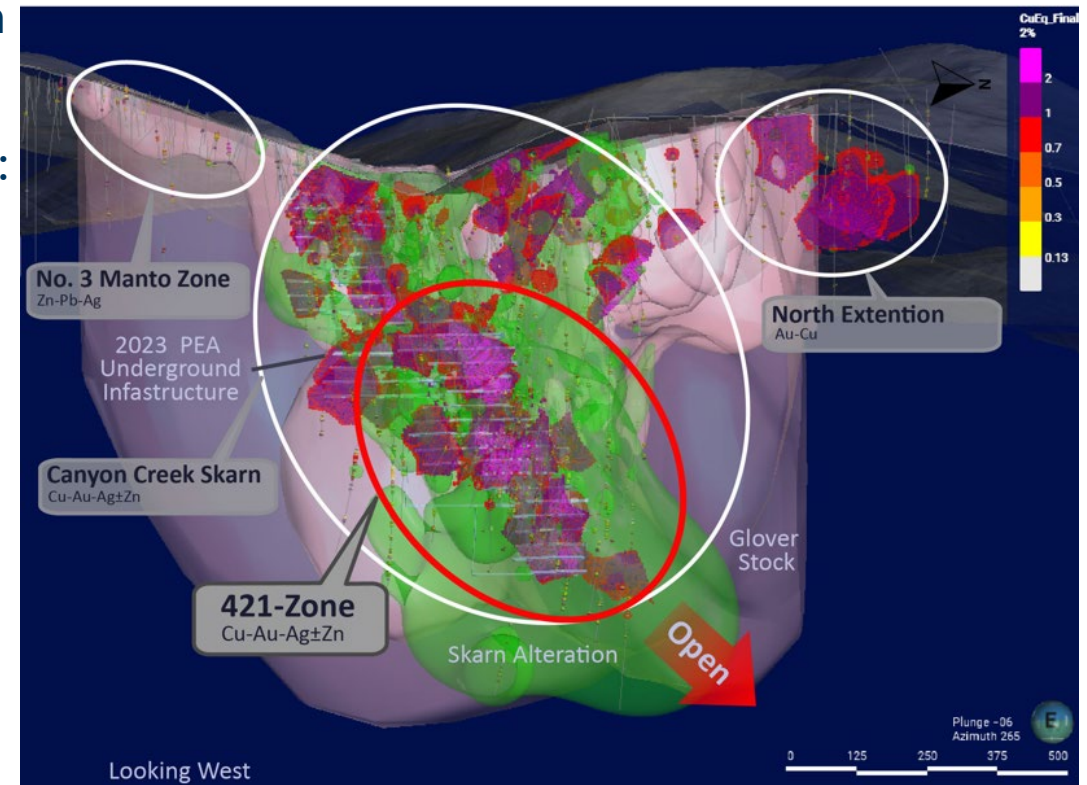 n
:
CuEq_Final
2%
2
1
0.7
0.5
0.3
0.13
N
No. 3 Manto Zone
Zn-Pb-Ag
North Extention
Au-Cu
2023 PEA
Underground
Infastructure
Canyon Creek Skarn
Cu-Au-Ag±Zn
Glover
Stock
421-Zone
Cu-Au-Ag±Zn
Skarn Alteration
Open
Plunge -06
Azimuth 265
E
0 125 250 375 500
Looking West